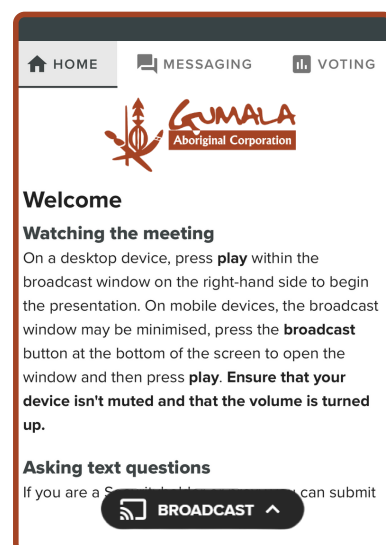 HOME MESSAGING VOTING
GUMALA
Aboriginal Corporation
Welcome
Watching the meeting
On a desktop device, press play within the
broadcast window on the right-hand side to begin
the presentation. On mobile devices, the broadcast
window may be minimised, press the broadcast
button at the bottom of the screen to open the
window and then press play. Ensure that your
device isn't muted and that the volume is turned
up.
Asking text questions
If you are a can submit
BROADCAST